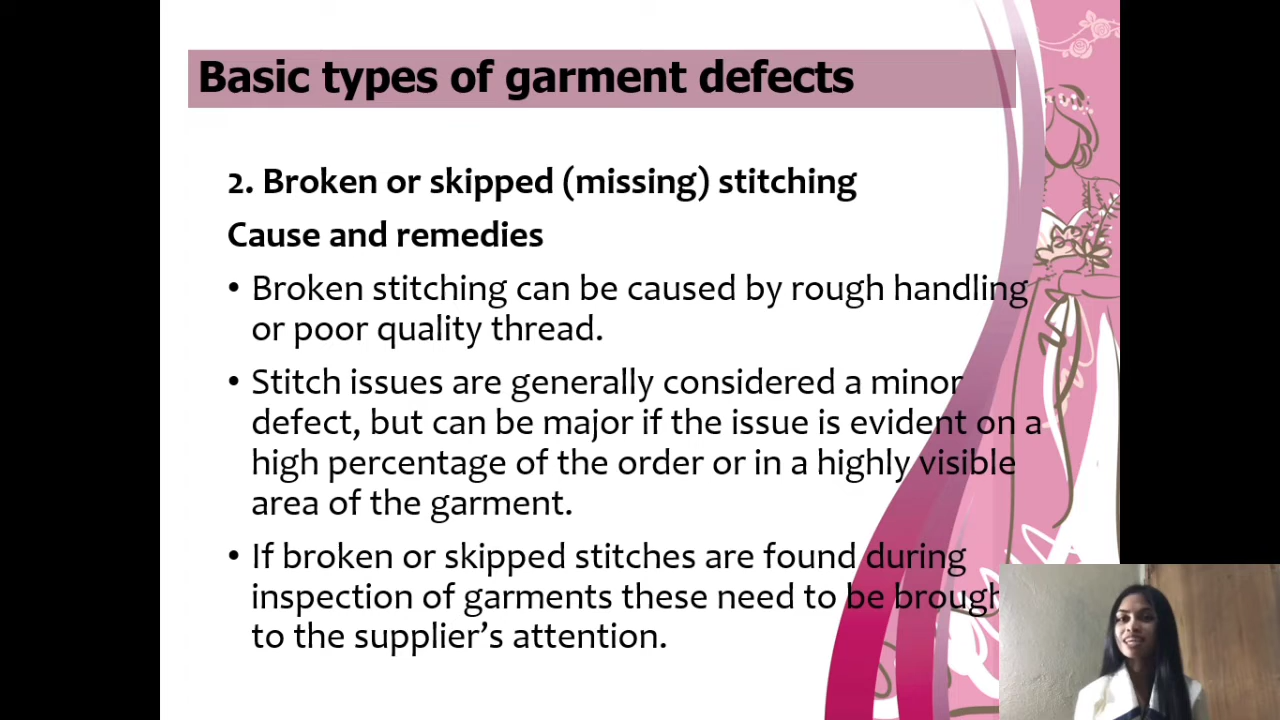 Basic types of garment defects
2. Broken or skipped (missing) stitching
Cause and remedies
• Broken stitching can be caused by rough handling
or poor quality thread.
• Stitch issues are generally considered a minor
defect, but can be major if the issue is evident on a
high percentage of the order or in a highly visible
area of the garment.
• If broken or skipped stitches are found during
inspection of garments these need to be brough
to the supplier’s attention.